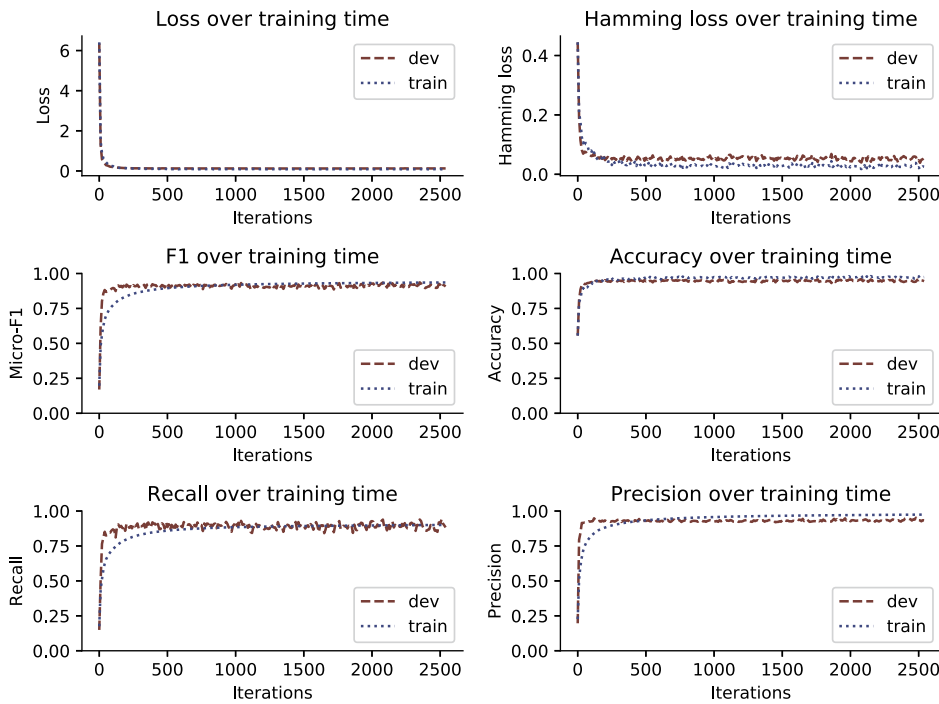 Loss over training time
Loss
6
4
2
0
dev
train
0 500 1000 1500 2000 2500
Iterations
Hamming loss over training time
Hamming loss
0.4
0.2
0.0
dev
train
0 500 1000 1500 2000 2500
Iterations
F1 over training time
Micro-F1
1.00
0.75
0.50
0.25
0.00
dev
train
0 500 1000 1500 2000 2500
Iterations
Accuracy over training time
Accuracy
1.00
0.75
0.50
0.25
0.00
dev
train
0 500 1000 1500 2000 2500
Iterations
Recall over training time
Recall
1.00
0.75
0.50
0.25
0.00
dev
train
0 500 1000 1500 2000 2500
Iterations
Precision over training time
Precision
1.00
0.75
0.50
0.25
0.00
dev
train
0 500 1000 1500 2000 2500
Iterations